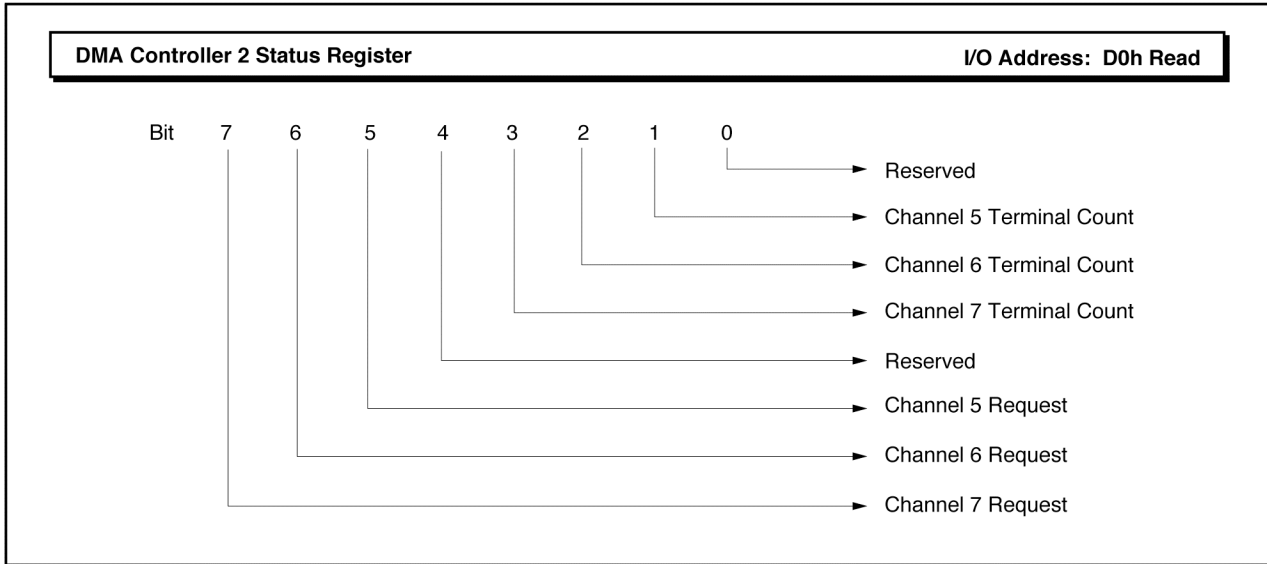 DMA Controller 2 Status Register I/O Address: D0h Read
Bit 7 6 5 4 3 2 1 0
Reserved
Channel 5 Terminal Count
Channel 6 Terminal Count
Channel 7 Terminal Count
Reserved
Channel 5 Request
Channel 6 Request
Channel 7 Request